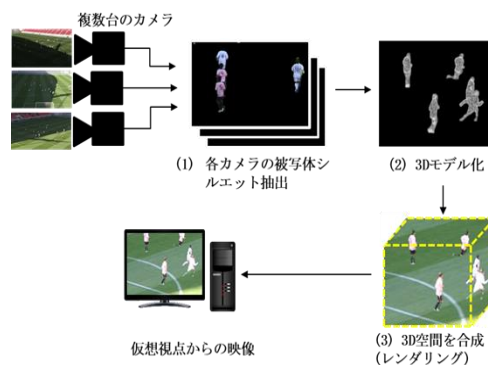 複数台のカメラ
(1) 各カメラの被写体シ
ルエット抽出
(2) 3Dモデル化
(3) 3D空間を合成
(レンダリング)
仮想視点からの映像